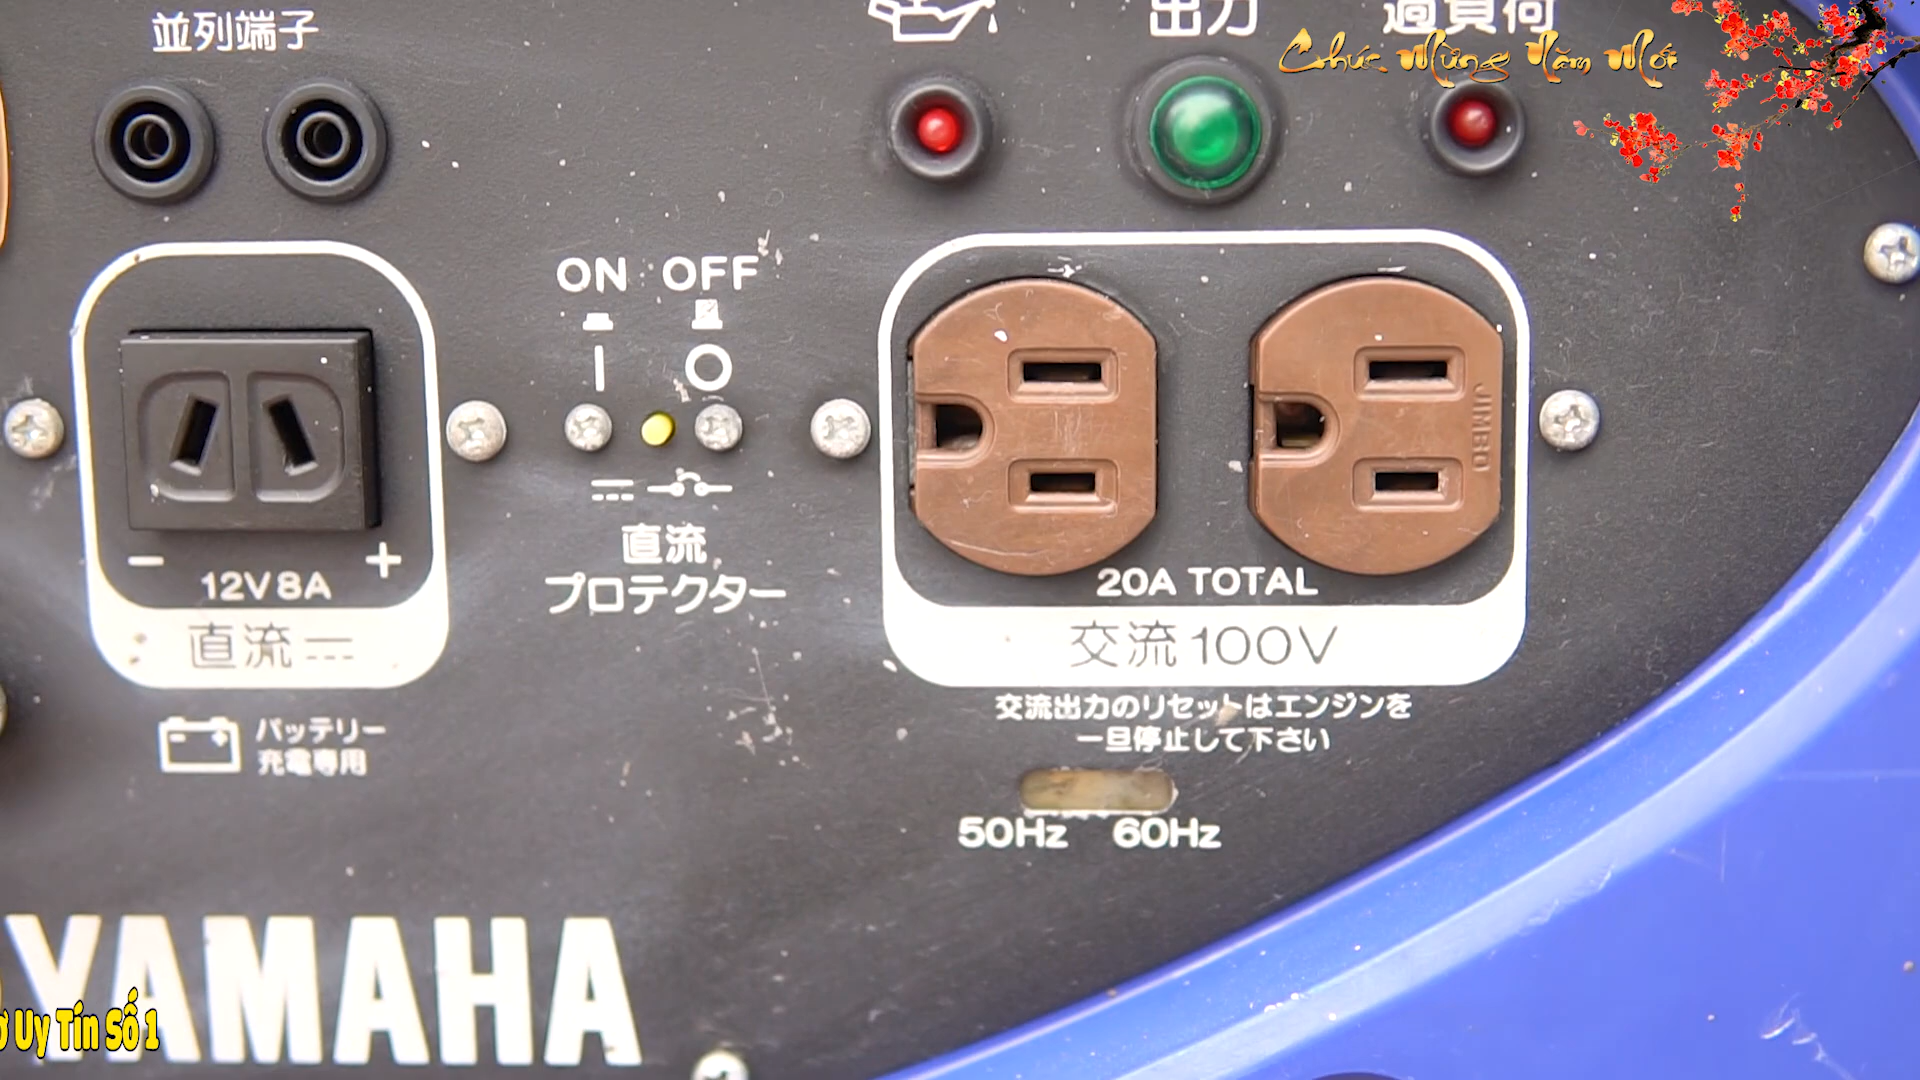 並列端子
出力
過負荷
Chúc Mừng Năm Mới
ON OFF
直流
プロテクター
- +
12V 8A
直流
バッテリー
充電専用
JIMBO
20A TOTAL
交流100V
交流出力のリセットはエンジンを
一旦停止して下さい
50Hz 60Hz
YAMAHA
Uy Tín Số 1